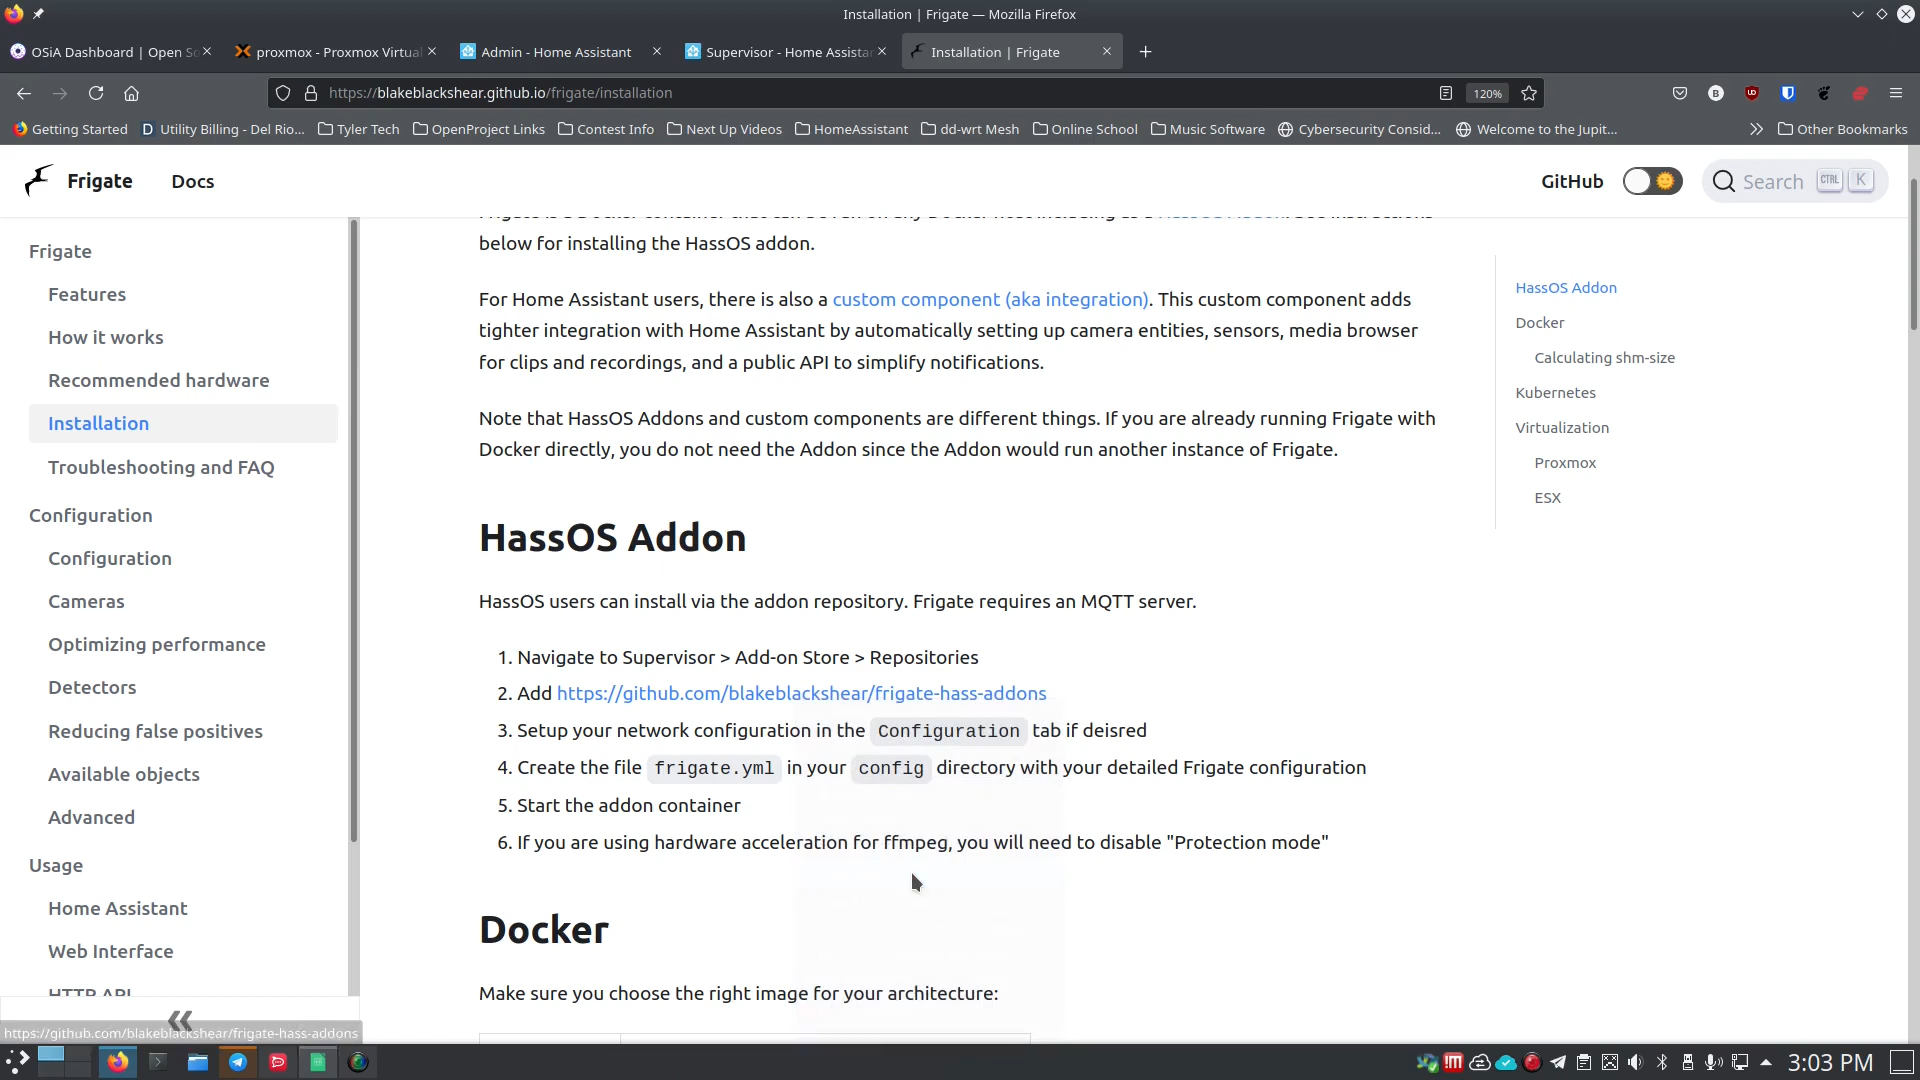 Installation | Frigate — Mozilla Firefox
OSiA Dashboard | Open So
proxmox - Proxmox Virtual
Admin - Home Assistant
Supervisor - Home Assistan
Installation | Frigate
https://blakeblackshear.github.io/frigate/installation
120%
Getting Started
Utility Billing - Del Rio...
Tyler Tech
OpenProject Links
Contest Info
Next Up Videos
HomeAssistant
dd-wrt Mesh
Online School
Music Software
Cybersecurity Consid...
Welcome to the Jupit...
Other Bookmarks
Frigate
Docs
GitHub
Search
CTRL
K
Frigate
Features
How it works
Recommended hardware
Installation
Troubleshooting and FAQ
Configuration
Configuration
Cameras
Optimizing performance
Detectors
Reducing false positives
Available objects
Advanced
Usage
Home Assistant
Web Interface
HTTP API
https://github.com/blakeblackshear/frigate-hass-addons
below for installing the HassOS addon.
For Home Assistant users, there is also a custom component (aka integration). This custom component adds
tighter integration with Home Assistant by automatically setting up camera entities, sensors, media browser
for clips and recordings, and a public API to simplify notifications.
Note that HassOS Addons and custom components are different things. If you are already running Frigate with
Docker directly, you do not need the Addon since the Addon would run another instance of Frigate.
HassOS Addon
HassOS users can install via the addon repository. Frigate requires an MQTT server.
1. Navigate to Supervisor > Add-on Store > Repositories
2. Add https://github.com/blakeblackshear/frigate-hass-addons
3. Setup your network configuration in the Configuration tab if deisred
4. Create the file frigate.yml in your config directory with your detailed Frigate configuration
5. Start the addon container
6. If you are using hardware acceleration for ffmpeg, you will need to disable "Protection mode"
Docker
Make sure you choose the right image for your architecture:
HassOS Addon
Docker
Calculating shm-size
Kubernetes
Virtualization
Proxmox
ESX
3:03 PM